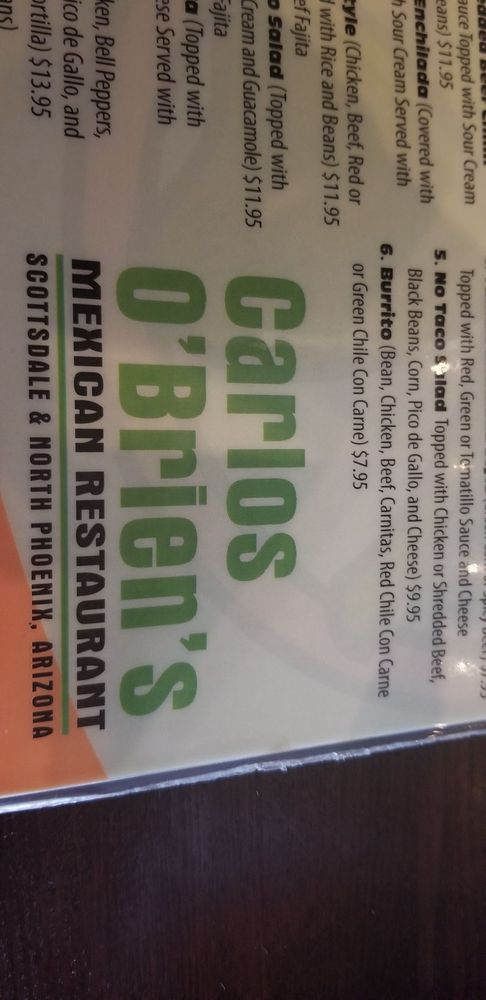 auce Topped with Sour Cream
eans) $11.95
Enchilada (Covered with
h Sour Cream Served with
tyle (Chicken, Beef, Red or
d with Rice and Beans) $11.95
ef Fajita
o Salad (Topped with
Cream and Guacamole) $11.95
Fajita
a (Topped with
ese Served with
ken, Bell Peppers,
ico de Gallo, and
ortilla) $13.95
ans)
Topped with Red, Green or Tomatillo Sauce and Cheese
5. No Taco Salad Topped with Chicken or Shredded Beef,
Black Beans, Corn, Pico de Gallo, and Cheese) $9.95
6. Burrito (Bean, Chicken, Beef, Carnitas, Red Chile Con Carne
or Green Chile Con Carne) $7.95
Carlos
O'Brien's
MEXICAN RESTAURANT
SCOTTSDALE & NORTH PHOENIX, ARIZONA